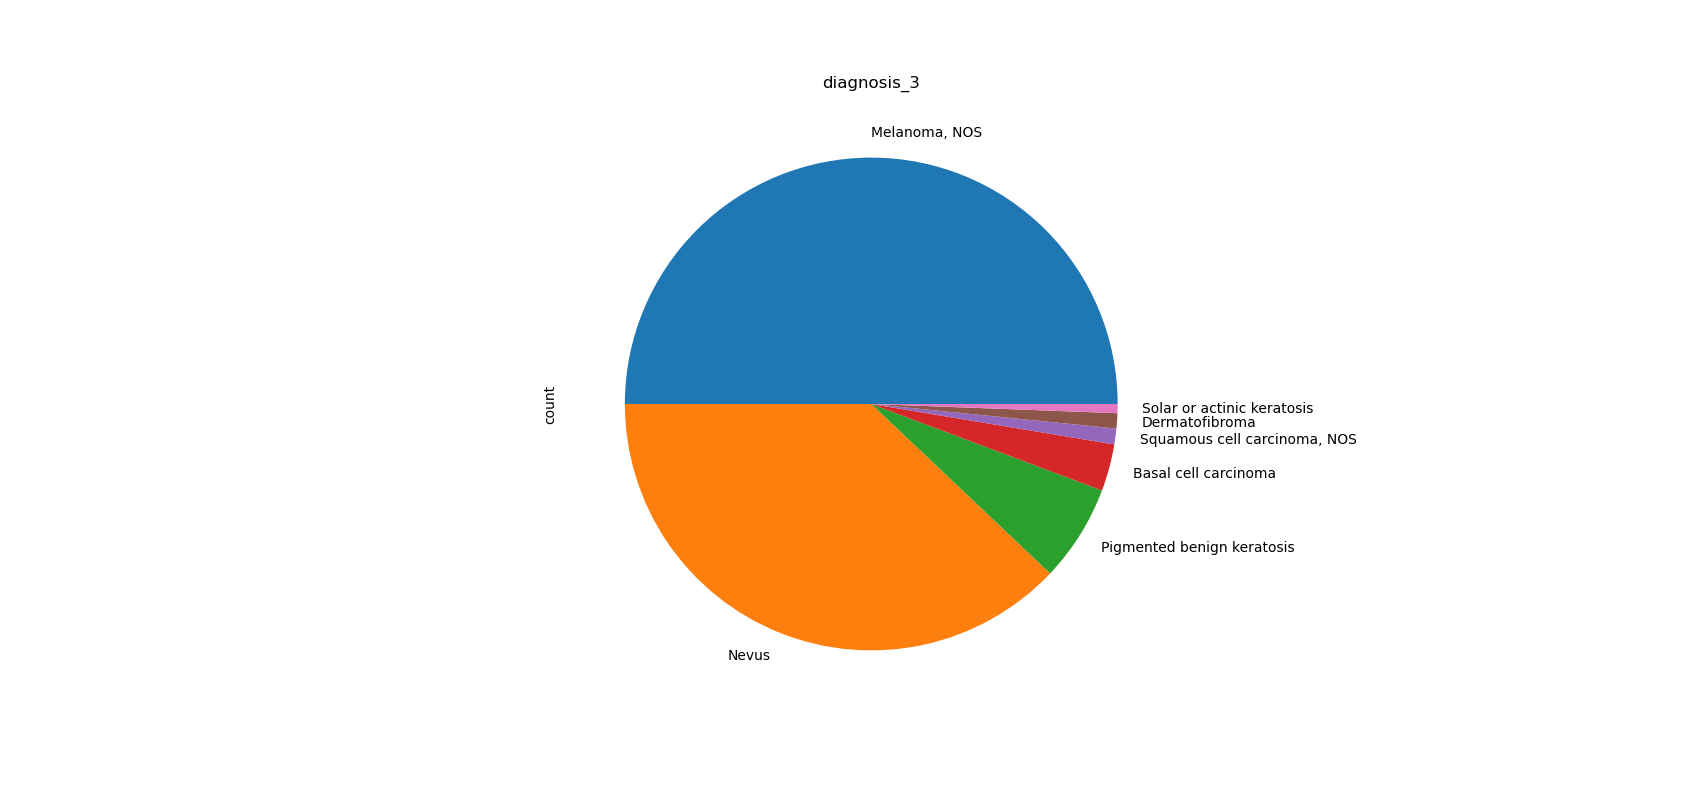 diagnosis_3
Melanoma, NOS
count
Solar or actinic keratosis
Dermatofibroma
Squamous cell carcinoma, NOS
Basal cell carcinoma
Pigmented benign keratosis
Nevus